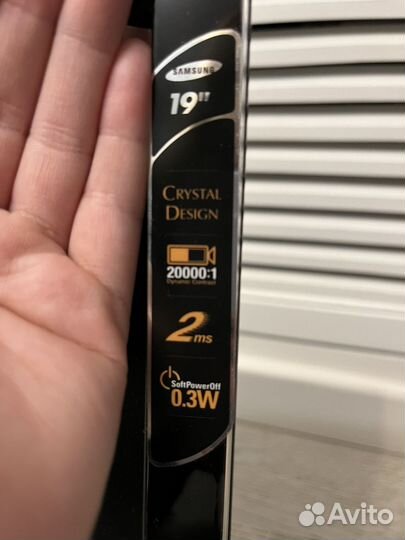 SAMSUNG
19"
CRYSTAL
DESIGN
20000:1
Dynamic Contrast
2ms
SoftPowerOff
0.3W
Avito